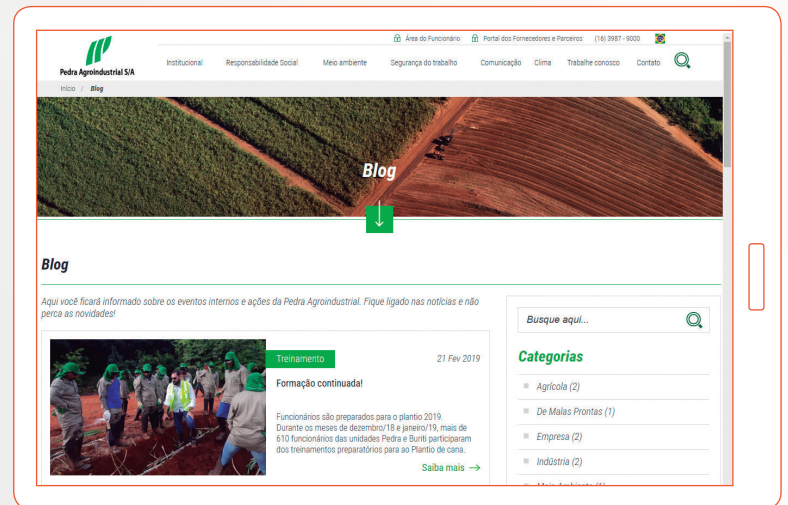 Área do Funcionário Portal dos Fornecedores e Parceiros (16) 3987 - 9000
Pedra Agroindustrial S/A
Institucional Responsabilidade Social Meio ambiente Segurança do trabalho Comunicação Clima Trabalhe conosco Contato
Início / Blog
Blog
Blog
Aqui você ficará informado sobre os eventos internos e ações da Pedra Agroindustrial. Fique ligado nas notícias e não
perca as novidades!
Treinamento 21 Fev 2019
Formação continuada!
Funcionários são preparados para o plantio 2019.
Durante os meses de dezembro/18 e janeiro/19, mais de
610 funcionários das unidades Pedra e Buriti participaram
dos treinamentos preparatórios para ao Plantio de cana.
Saiba mais →
Busque aqui...
Categorias
Agrícola (2)
De Malas Prontas (1)
Empresa (2)
Indústria (2)
Meio Ambiente (1)